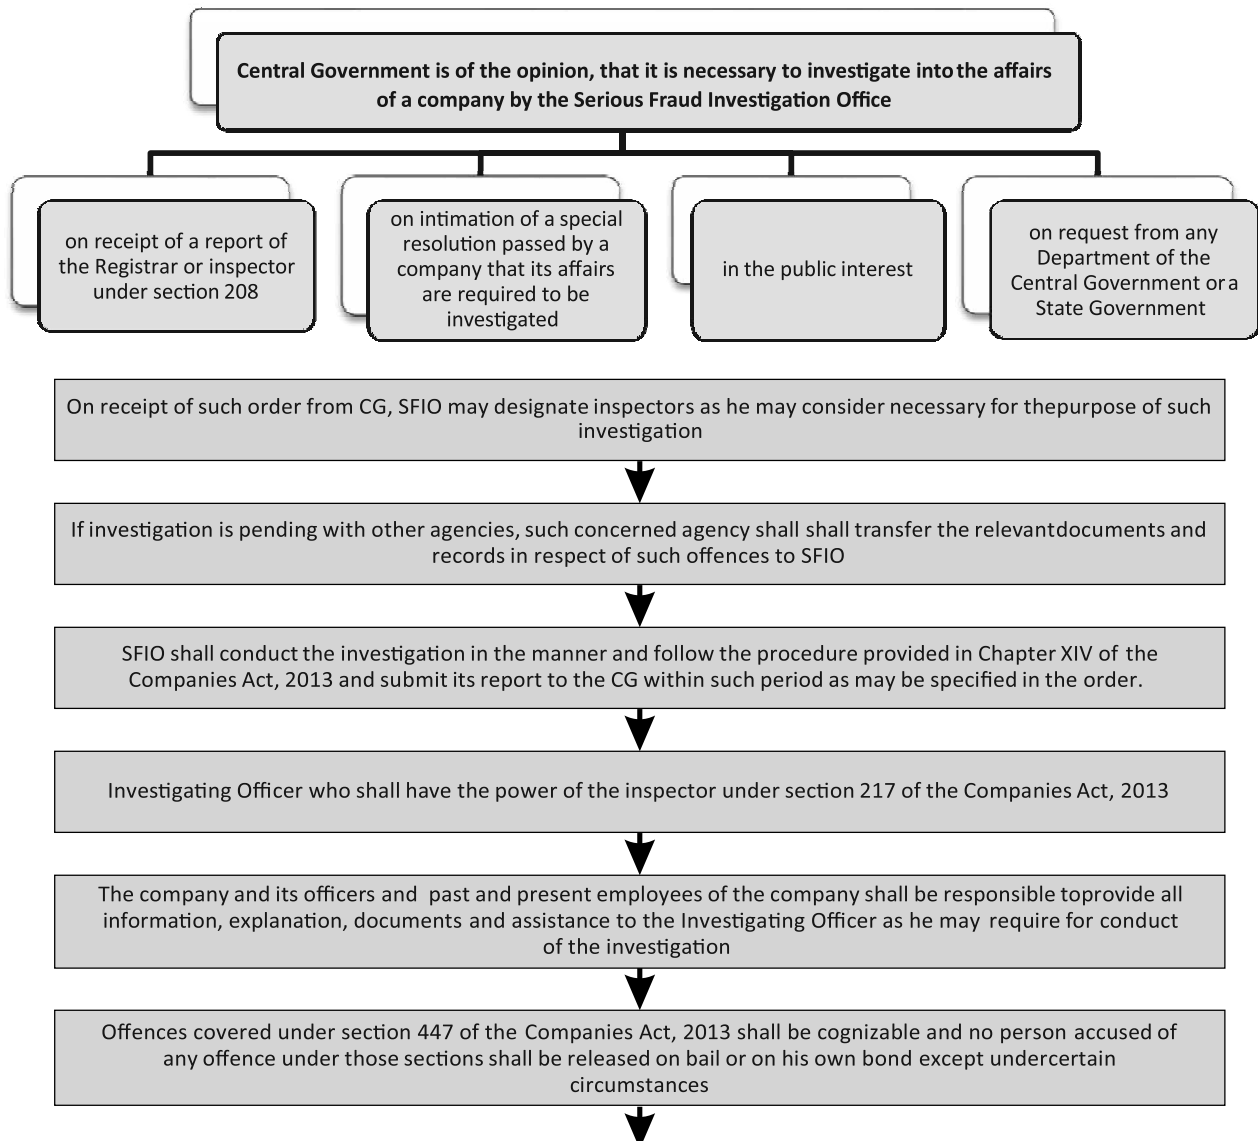 Central Government is of the opinion, that it is necessary to investigate into the affairs
of a company by the Serious Fraud Investigation Office
on receipt of a report of
the Registrar or inspector
under section 208
on intimation of a special
resolution passed by a
company that its affairs
are required to be
investigated
in the public interest
on request from any
Department of the
Central Government or a
State Government
On receipt of such order from CG, SFIO may designate inspectors as he may consider necessary for thepurpose of such
investigation
If investigation is pending with other agencies, such concerned agency shall shall transfer the relevantdocuments and
records in respect of such offences to SFIO
SFIO shall conduct the investigation in the manner and follow the procedure provided in Chapter XIV of the
Companies Act, 2013 and submit its report to the CG within such period as may be specified in the order.
Investigating Officer who shall have the power of the inspector under section 217 of the Companies Act, 2013
The company and its officers and past and present employees of the company shall be responsible toprovide all
information, explanation, documents and assistance to the Investigating Officer as he may require for conduct
of the investigation
Offences covered under section 447 of the Companies Act, 2013 shall be cognizable and no person accused of
any offence under those sections shall be released on bail or on his own bond except undercertain
circumstances